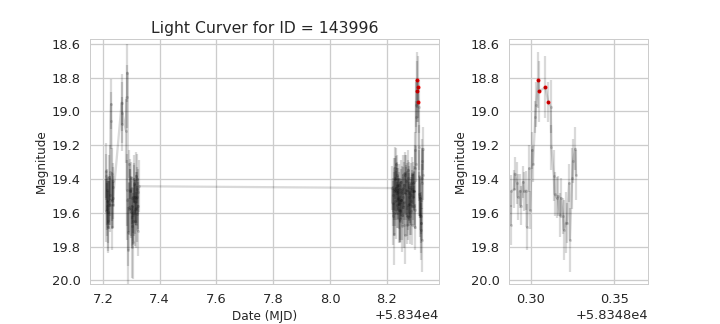 Light Curver for ID = 143996
Magnitude
18.6
18.8
19.0
19.2
19.4
19.6
19.8
20.0
7.2 7.4 7.6 7.8 8.0 8.2
Date (MJD)
+5.834e4
Magnitude
18.6
18.8
19.0
19.2
19.4
19.6
19.8
20.0
0.30 0.35
+5.8348e4